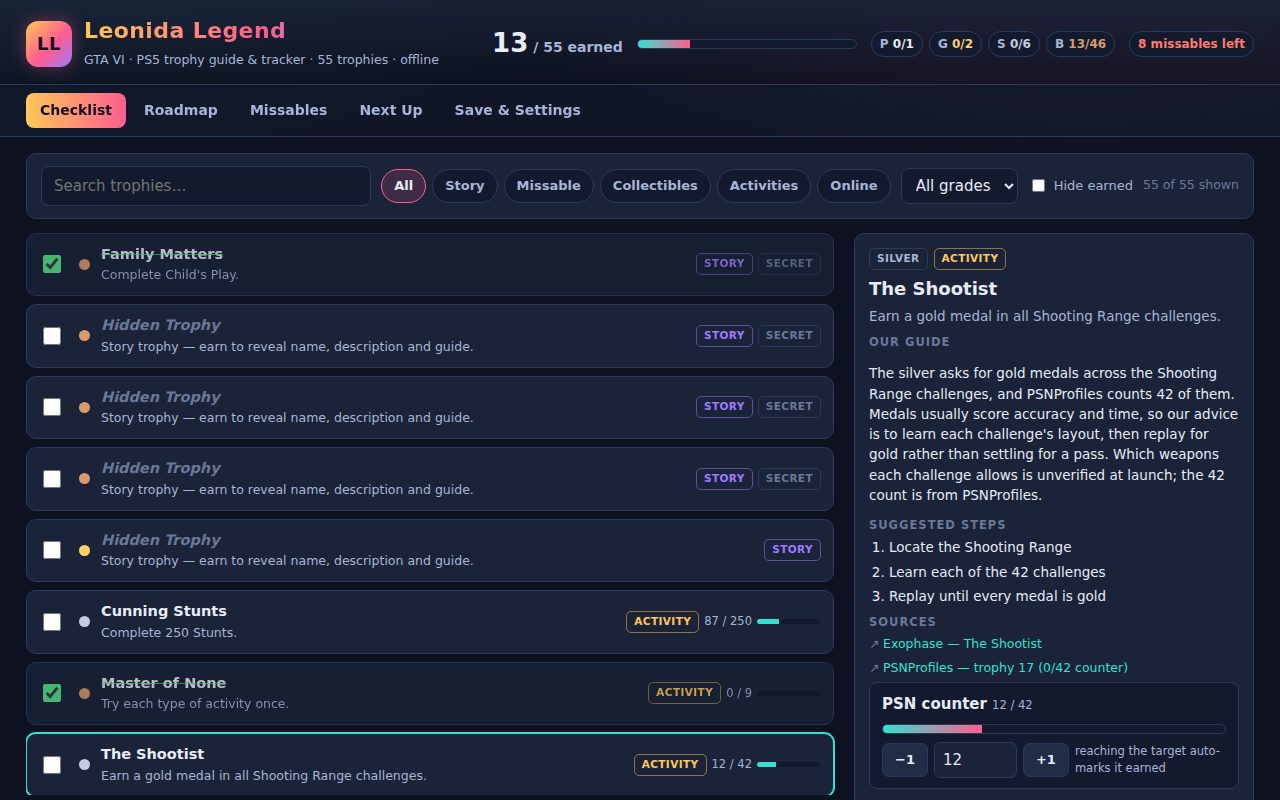 LL
Leonida Legend
GTA VI · PS5 trophy guide & tracker · 55 trophies · offline
13 / 55 earned
P 0/1
G 0/2
S 0/6
B 13/46
8 missables left
Checklist
Roadmap
Missables
Next Up
Save & Settings
Search trophies…
All
Story
Missable
Collectibles
Activities
Online
All grades
Hide earned
55 of 55 shown
Family Matters
Complete Child's Play.
STORY
SECRET
Hidden Trophy
Story trophy — earn to reveal name, description and guide.
STORY
SECRET
Hidden Trophy
Story trophy — earn to reveal name, description and guide.
STORY
SECRET
Hidden Trophy
Story trophy — earn to reveal name, description and guide.
STORY
SECRET
Hidden Trophy
Story trophy — earn to reveal name, description and guide.
STORY
Cunning Stunts
Complete 250 Stunts.
ACTIVITY
87 / 250
Master of None
Try each type of activity once.
ACTIVITY
0 / 9
The Shootist
Earn a gold medal in all Shooting Range challenges.
ACTIVITY
12 / 42
SILVER
ACTIVITY
The Shootist
Earn a gold medal in all Shooting Range challenges.
OUR GUIDE
The silver asks for gold medals across the Shooting
Range challenges, and PSNProfiles counts 42 of them.
Medals usually score accuracy and time, so our advice
is to learn each challenge's layout, then replay for
gold rather than settling for a pass. Which weapons
each challenge allows is unverified at launch; the 42
count is from PSNProfiles.
SUGGESTED STEPS
1. Locate the Shooting Range
2. Learn each of the 42 challenges
3. Replay until every medal is gold
SOURCES
↗ Exophase — The Shootist
↗ PSNProfiles — trophy 17 (0/42 counter)
PSN counter 12 / 42
−1
12
+1
reaching the target auto-
marks it earned